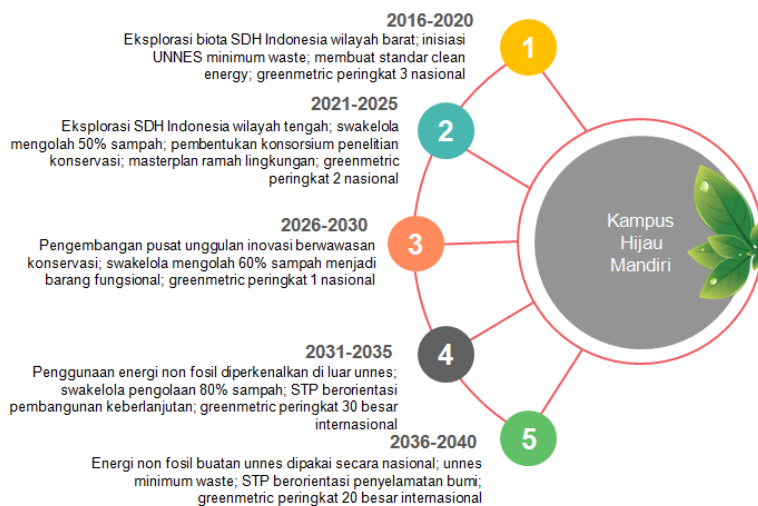 2016-2020
1
Eksplorasi biota SDH Indonesia wilayah barat; inisiasi
UNNES minimum waste; membuat standar clean
energy; greenmetric peringkat 3 nasional
2021-2025
2
Eksplorasi SDH Indonesia wilayah tengah; swakelola
mengolah 50% sampah; pembentukan konsorsium penelitian
konservasi; masterplan ramah lingkungan; greenmetric
peringkat 2 nasional
2026-2030
3
Pengembangan pusat unggulan inovasi berwawasan
konservasi; swakelola mengolah 60% sampah menjadi
barang fungsional; greenmetric peringkat 1 nasional
2031-2035
4
Penggunaan energi non fosil diperkenalkan di luar unnes;
swakelola pengolaan 80% sampah; STP berorientasi
pembangunan keberlanjutan; greenmetric peringkat 30 besar
internasional
2036-2040
5
Energi non fosil buatan unnes dipakai secara nasional; unnes
minimum waste; STP berorientasi penyelamatan bumi;
greenmetric peringkat 20 besar internasional
Kampus
Hijau
Mandiri